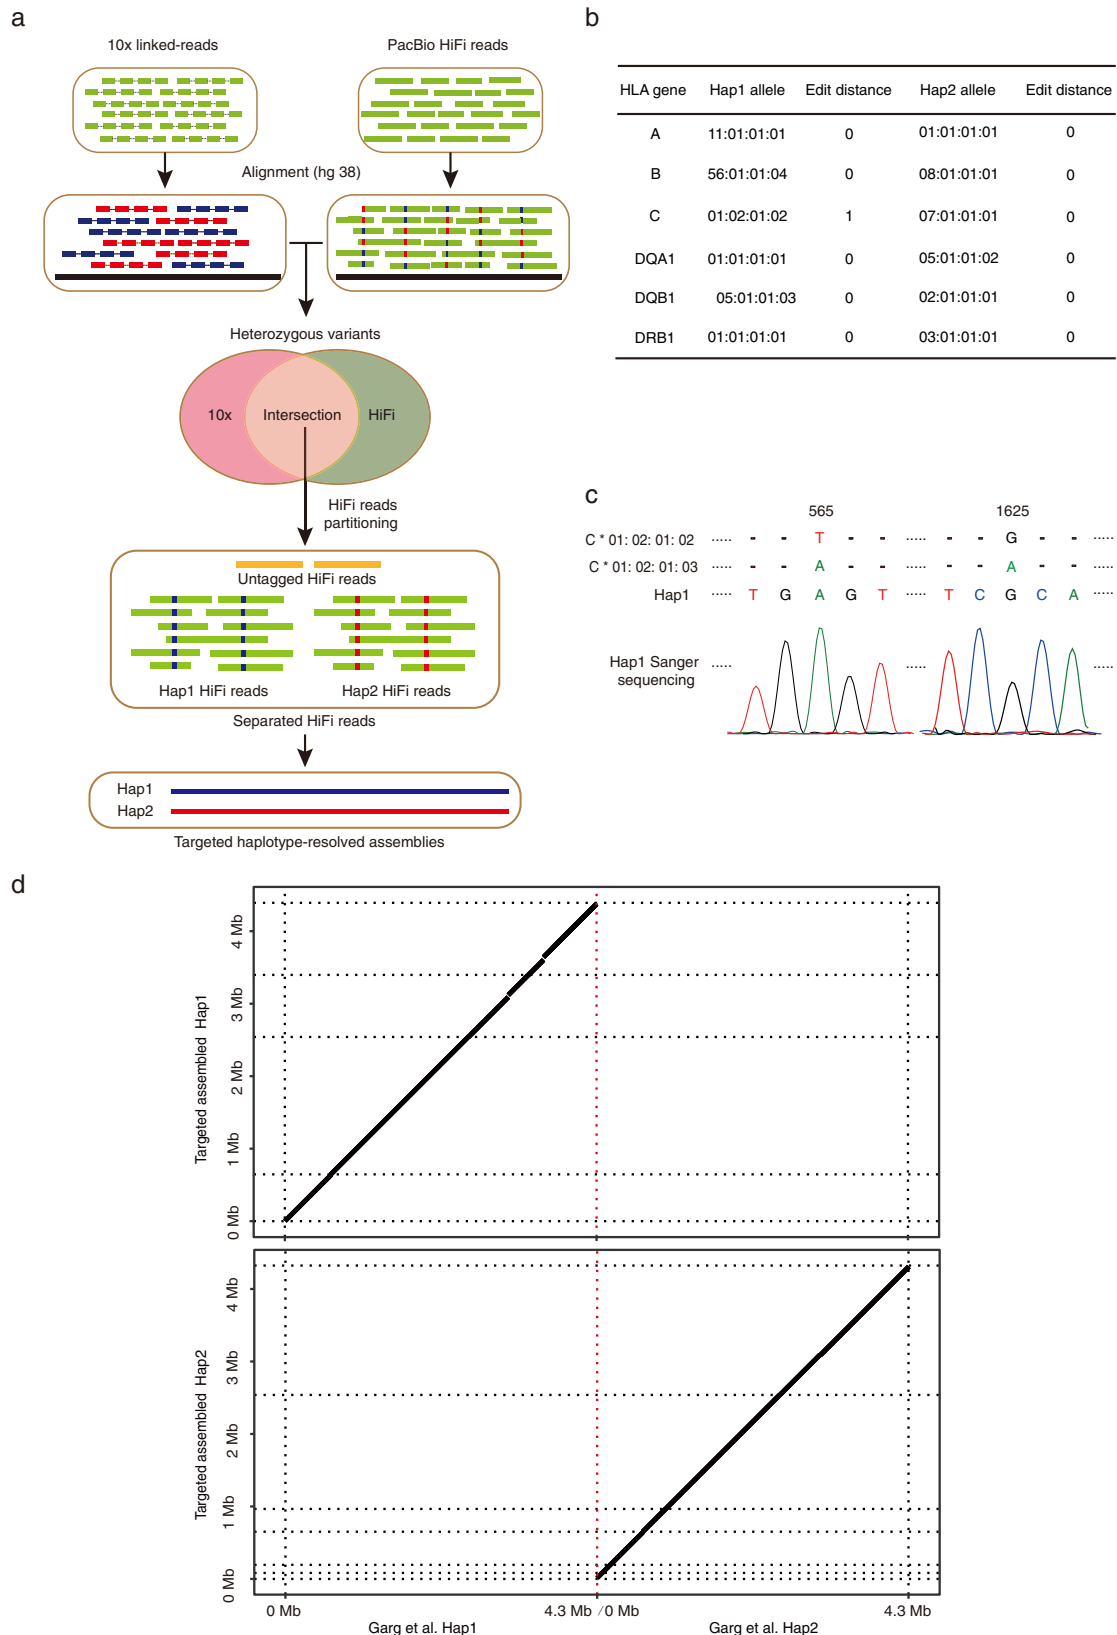 a
10x linked-reads
PacBio HiFi reads
Alignment (hg 38)
Heterozygous variants
10x
Intersection
HiFi
HiFi reads
partitioning
Untagged HiFi reads
Hap1 HiFi reads
Hap2 HiFi reads
Separated HiFi reads
Hap1
Hap2
Targeted haplotype-resolved assemblies
b
HLA gene Hap1 allele Edit distance Hap2 allele Edit distance
A 11:01:01:01 0 01:01:01:01 0
B 56:01:01:04 0 08:01:01:01 0
C 01:02:01:02 1 07:01:01:01 0
DQA1 01:01:01:01 0 05:01:01:02 0
DQB1 05:01:01:03 0 02:01:01:01 0
DRB1 01:01:01:01 0 03:01:01:01 0
c
565 1625
C * 01: 02: 01: 02 ..... - - T - - ..... - - G - - .....
C * 01: 02: 01: 03 ..... - - A - - ..... - - A - - .....
Hap1 ..... T G A G T ..... T C G C A .....
Hap1 Sanger
sequencing
..... ..... .....
d
Targeted assembled Hap1
4 Mb
3 Mb
2 Mb
1 Mb
0 Mb
Targeted assembled Hap2
4 Mb
3 Mb
2 Mb
1 Mb
0 Mb
0 Mb 4.3 Mb / 0 Mb 4.3 Mb
Garg et al. Hap1 Garg et al. Hap2